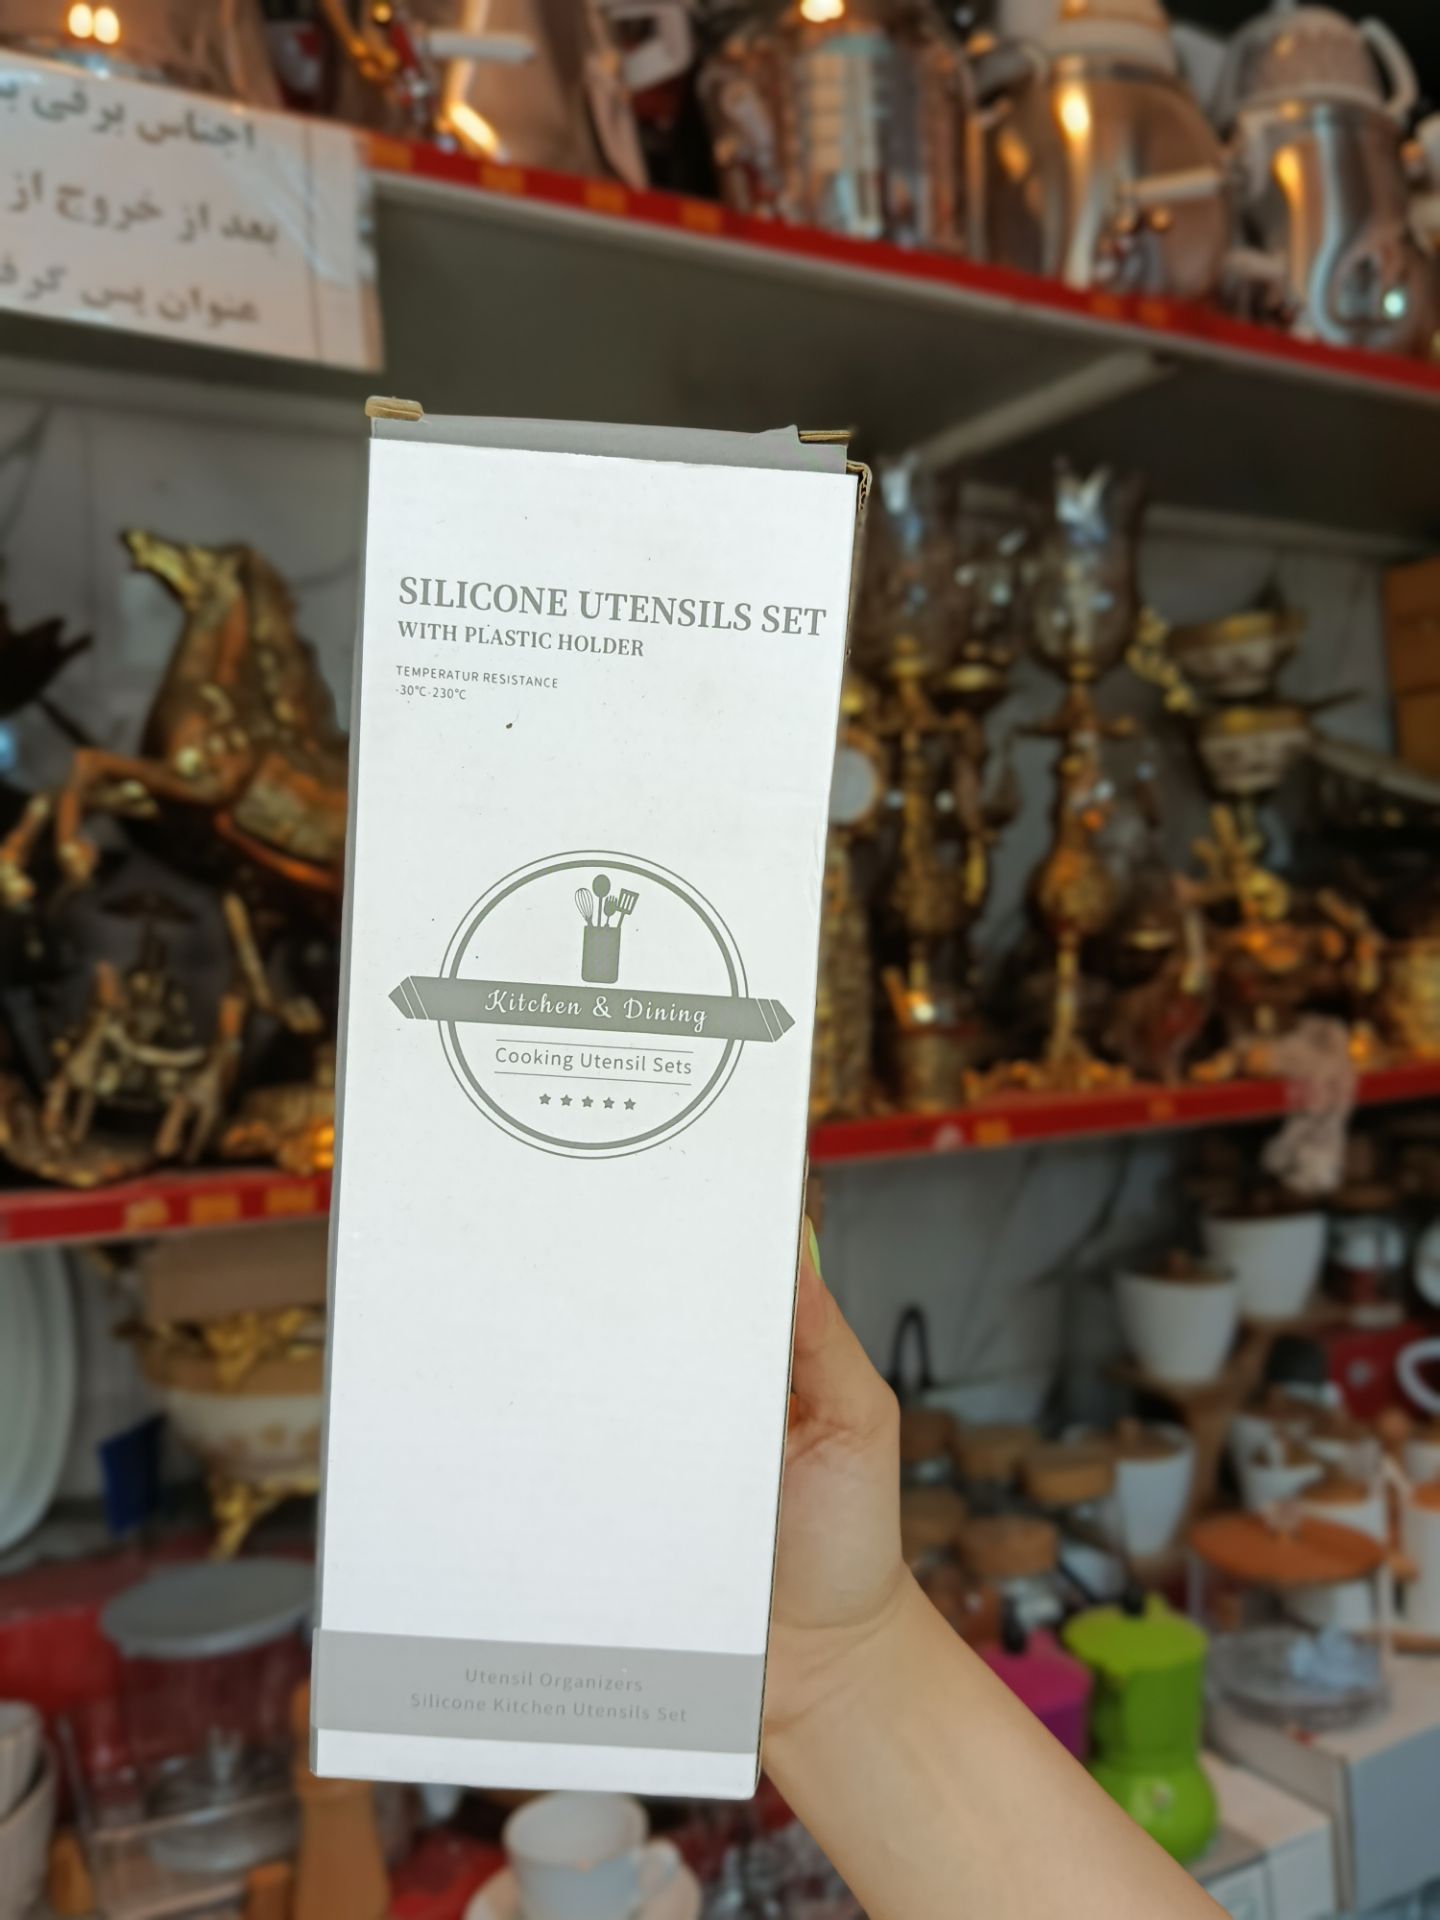 اجناس برقی
بعد از خروج از
عنوان پس
SILICONE UTENSILS SET
WITH PLASTIC HOLDER
TEMPERATUR RESISTANCE
-30°C-230°C
Kitchen & Dining
Cooking Utensil Sets
Utensil Organizers
Silicone Kitchen Utensils Set